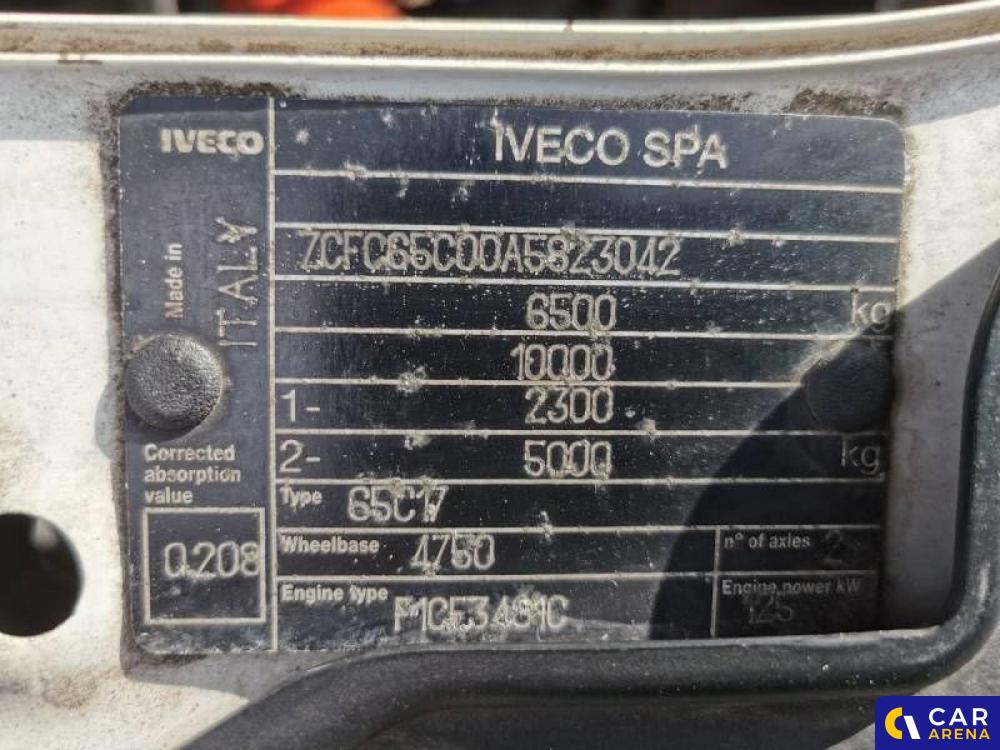 IVECO
IVECO SPA
Made in
ITALY
ZCFC65C00A5823042
6500 kg
10000
1- 2300
2- 5000 kg
Corrected
absorption
value
0.208
Type 65C17
Wheelbase 4750
nº of axles 2
Engine type F1CE3481C
Engine power kW
125
CAR
ARENA